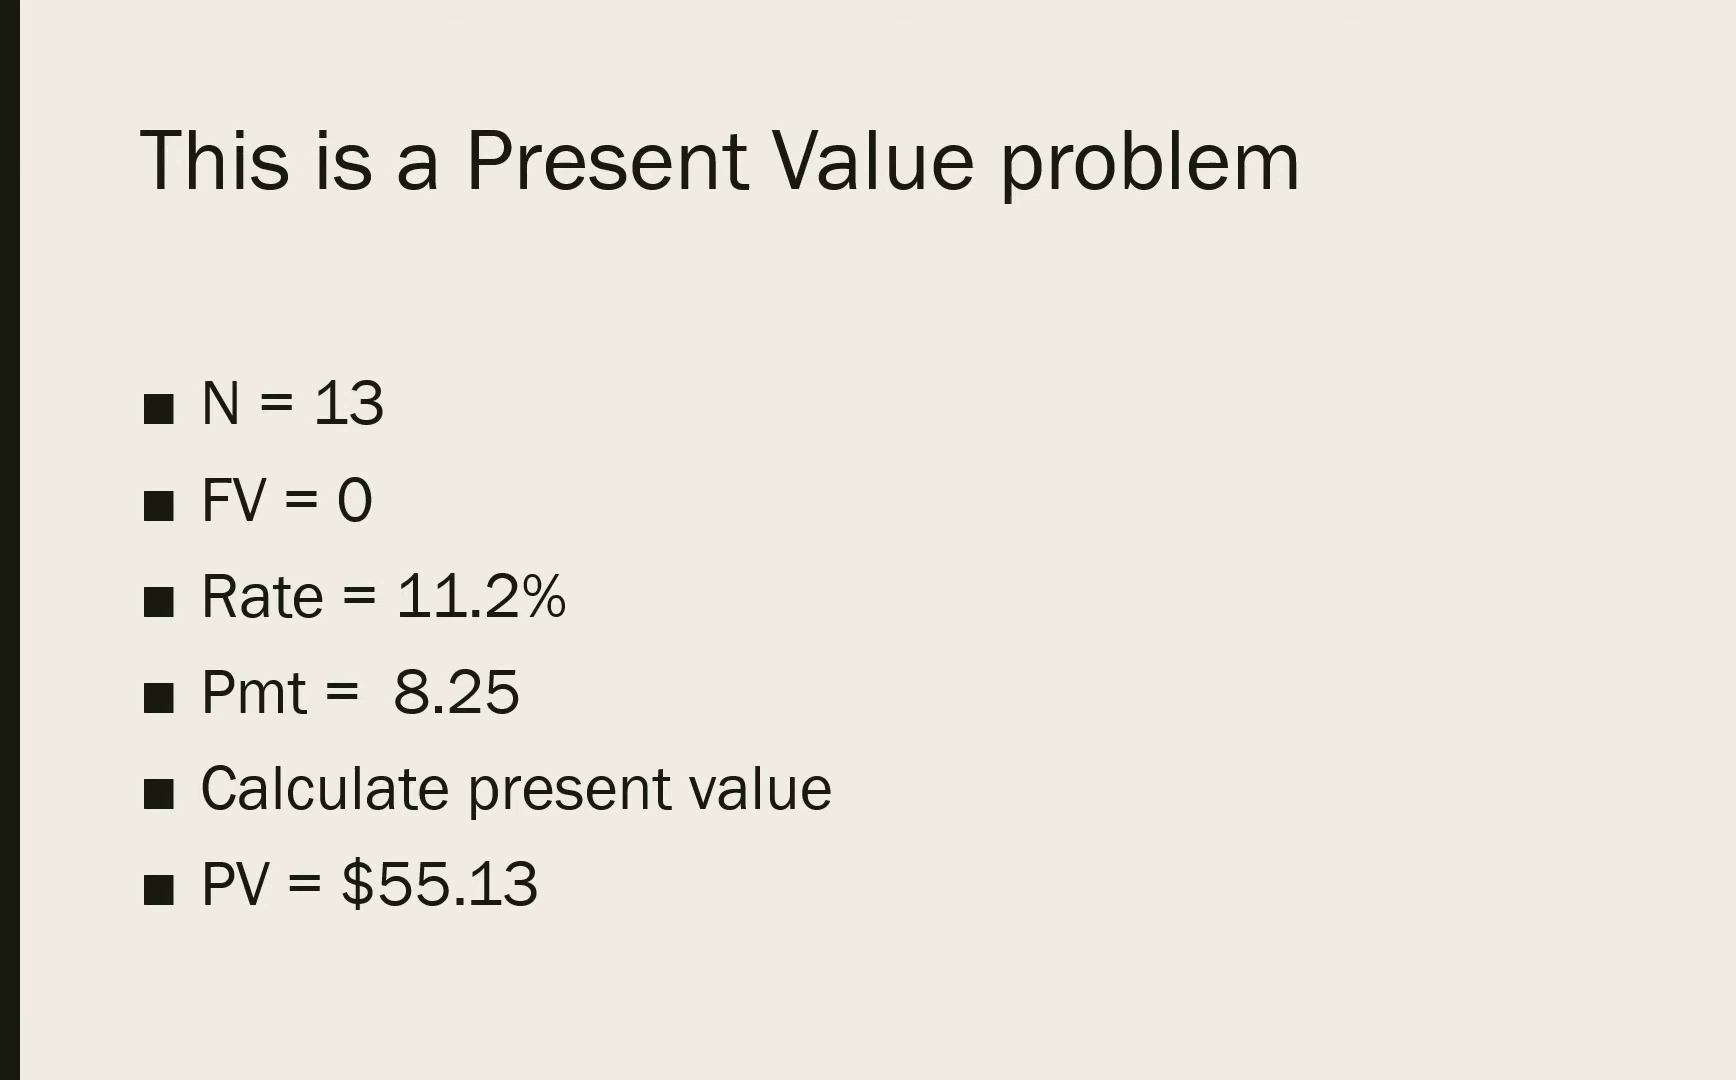 This is a Present Value problem
■ N = 13
■ FV = 0
■ Rate = 11.2%
■ Pmt =  8.25
■ Calculate present value
■ PV = $55.13